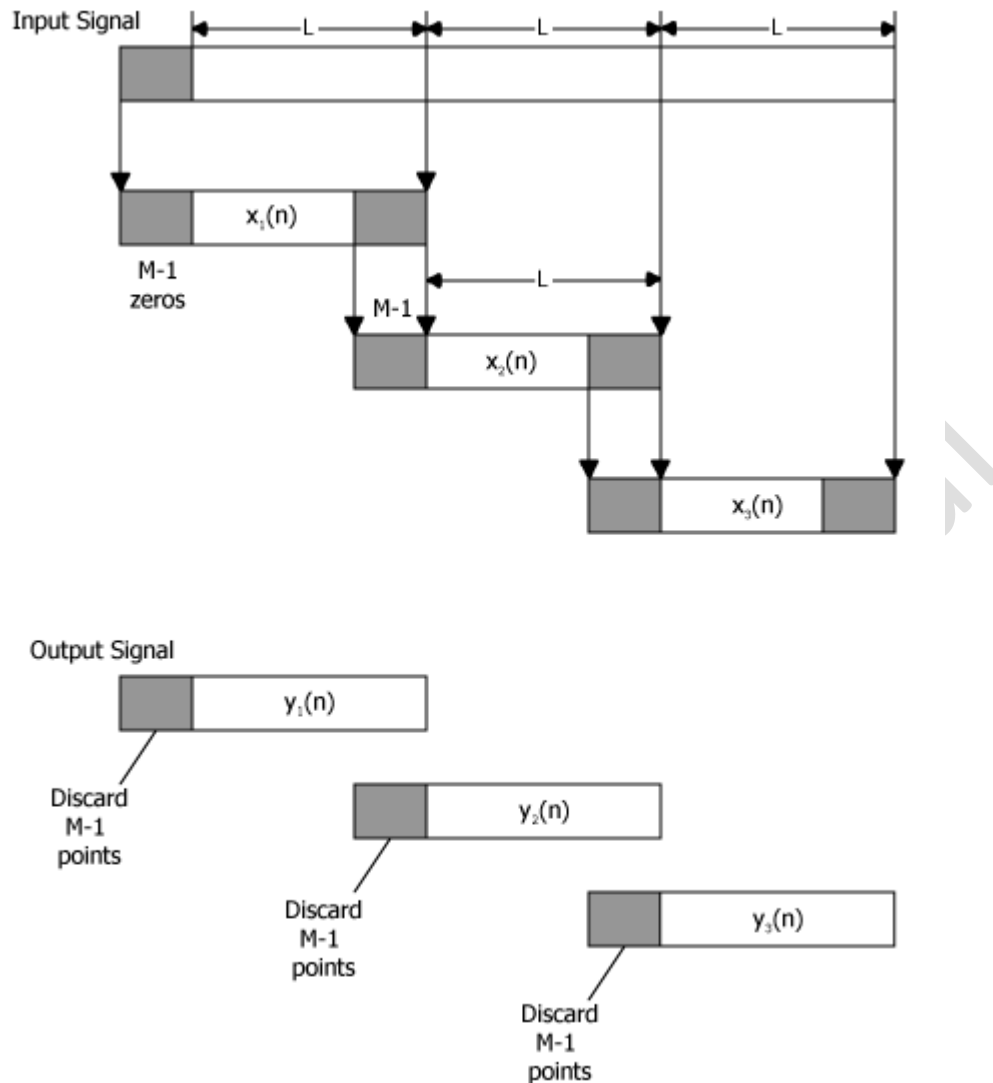 Input Signal
L L L
x₁(n)
M-1
zeros
L
M-1
x₂(n)
x₃(n)
Output Signal
y₁(n)
Discard
M-1
points
y₂(n)
Discard
M-1
points
y₃(n)
Discard
M-1
points